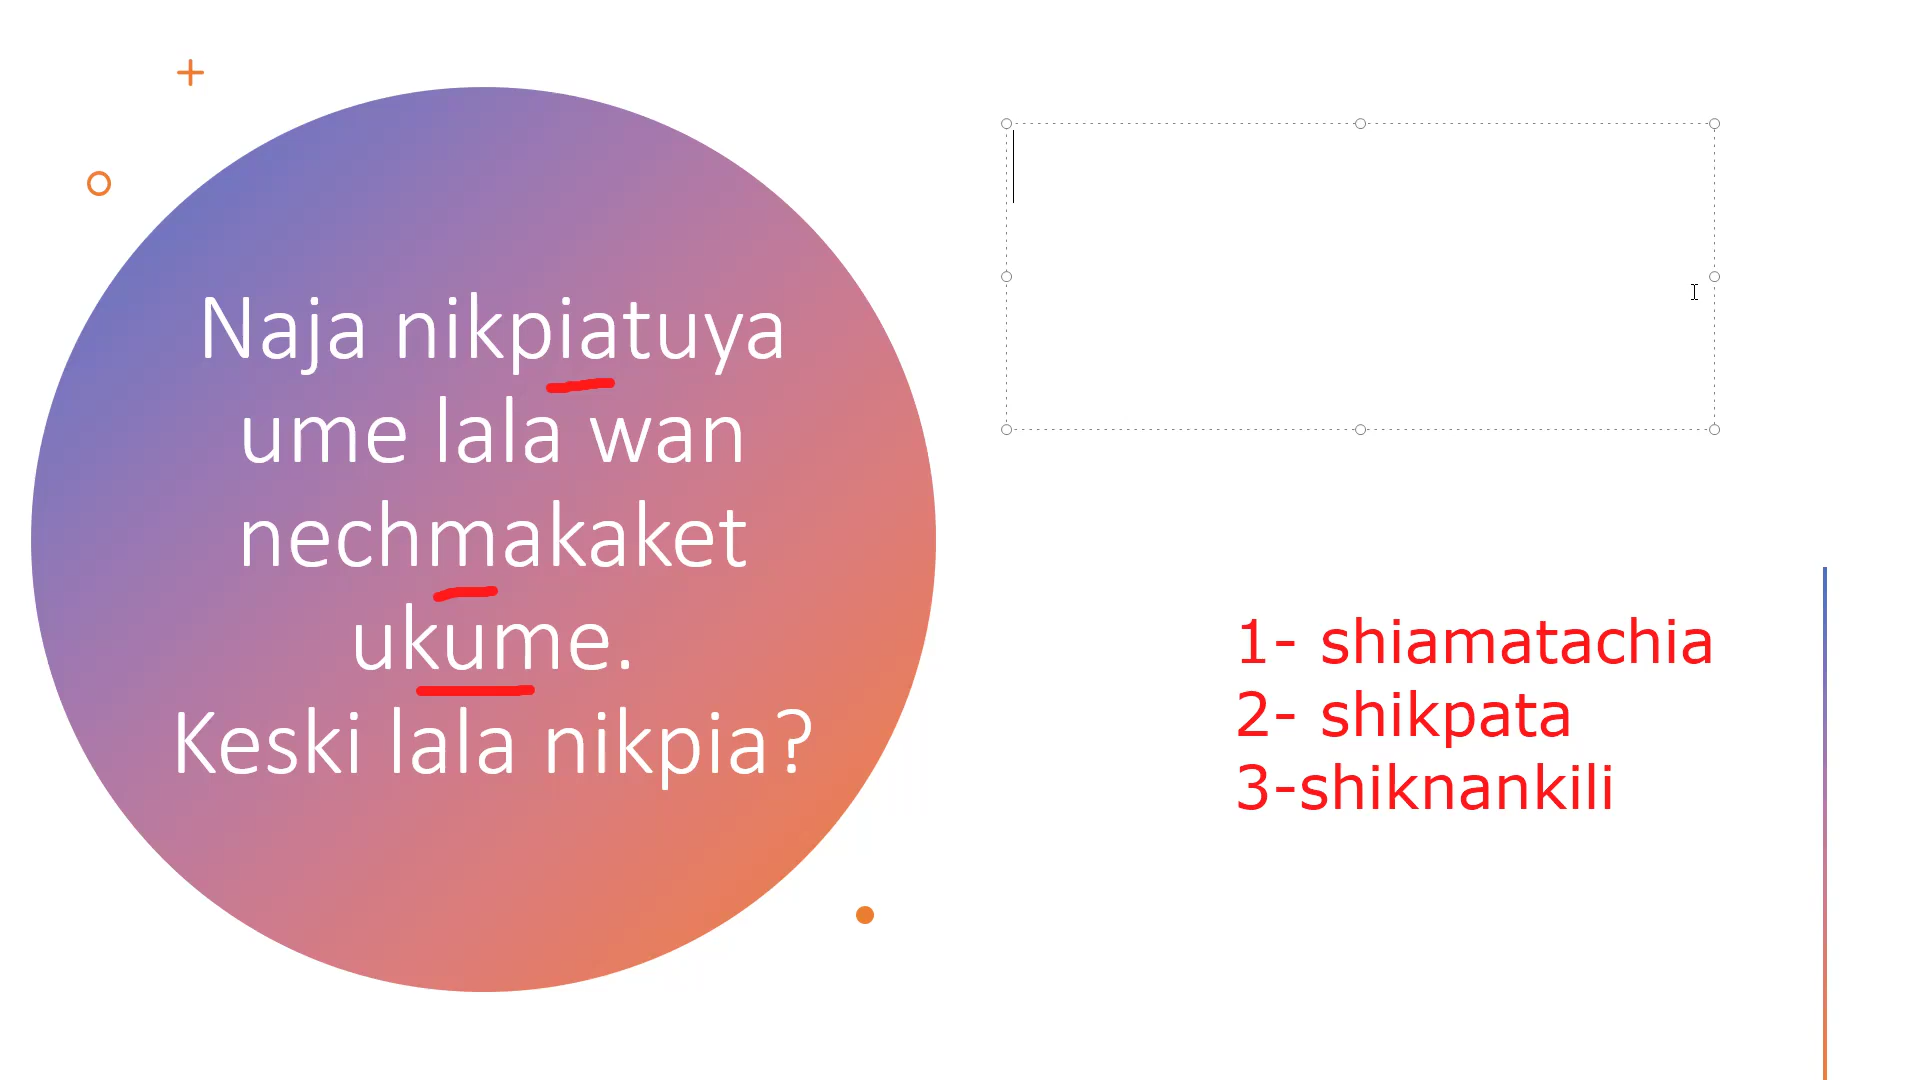 Naja nikpiatuya
ume lala wan
nechmakaket
ukume.
Keski lala nikpia?
1- shiamatachia
2- shikpata
3-shiknankili